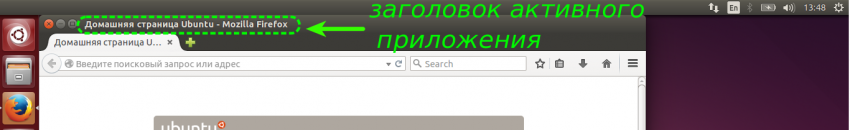 заголовок активного
приложения
Домашняя страница Ubuntu - Mozilla Firefox
En
13:48
Домашняя страница U...
Введите поисковый запрос или адрес
Search
ubuntu